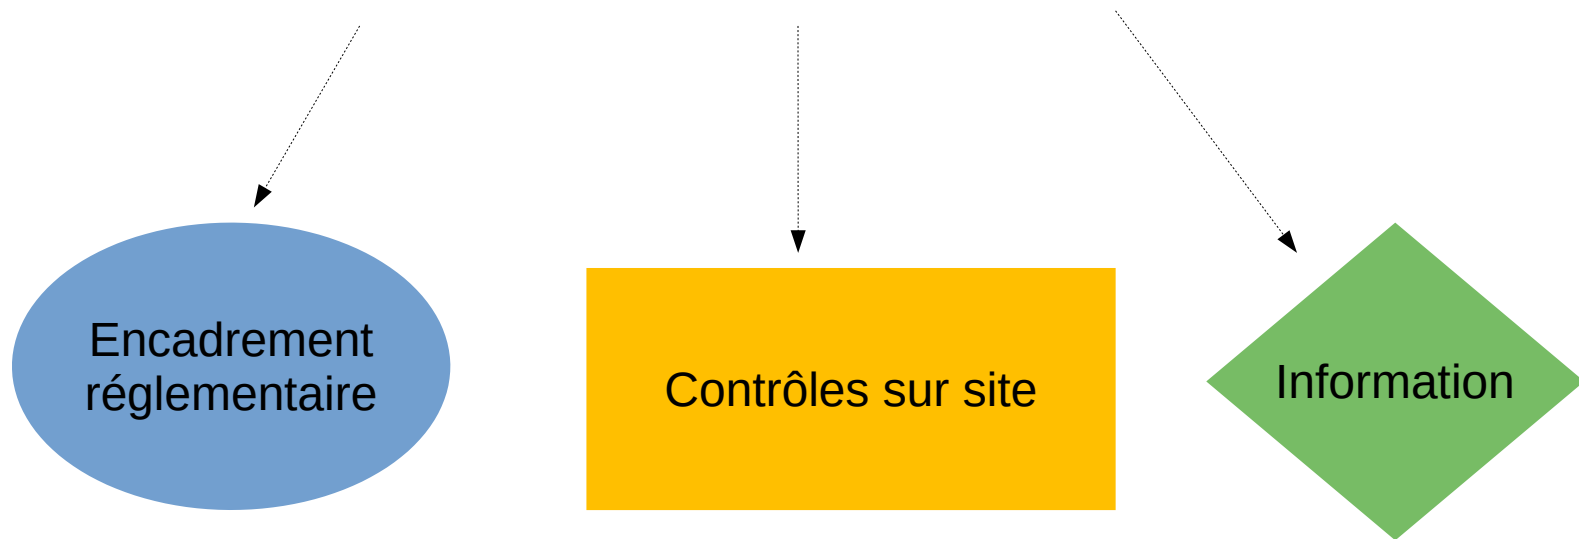 Encadrement
réglementaire
Contrôles sur site
Information